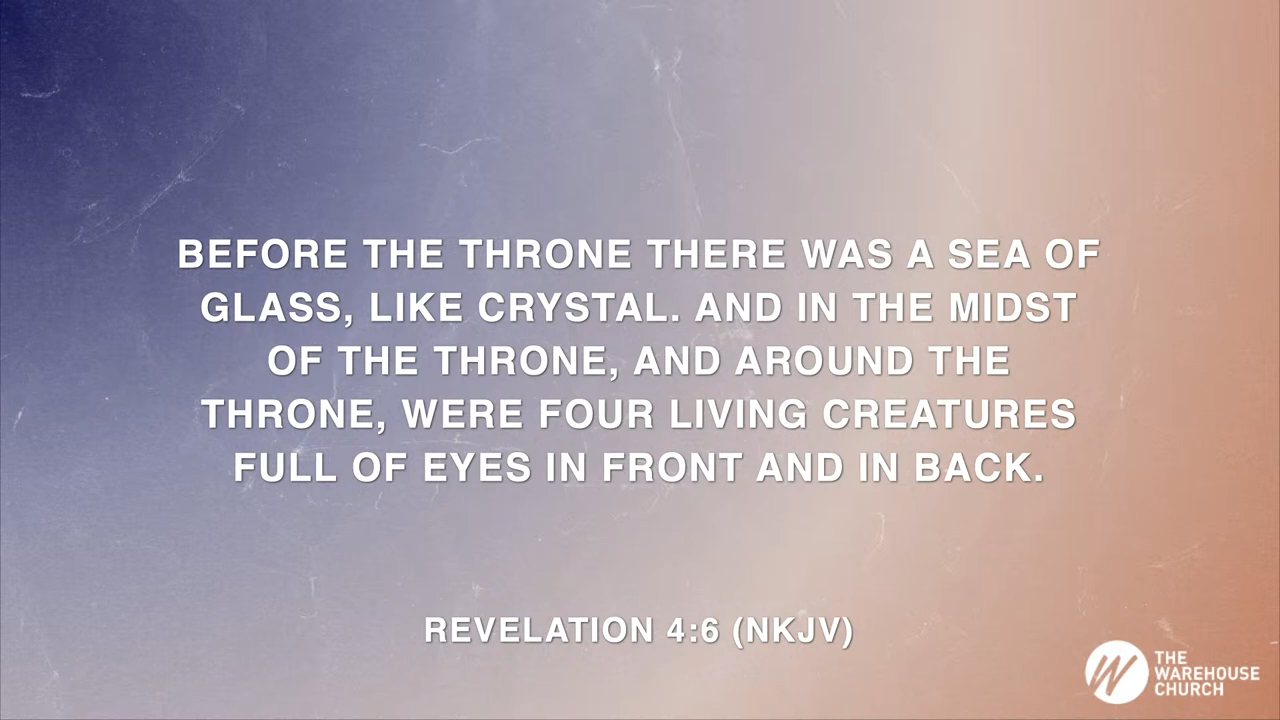 BEFORE THE THRONE THERE WAS A SEA OF
GLASS, LIKE CRYSTAL. AND IN THE MIDST
OF THE THRONE, AND AROUND THE
THRONE, WERE FOUR LIVING CREATURES
FULL OF EYES IN FRONT AND IN BACK.
REVELATION 4:6 (NKJV)
THE
WAREHOUSE
CHURCH